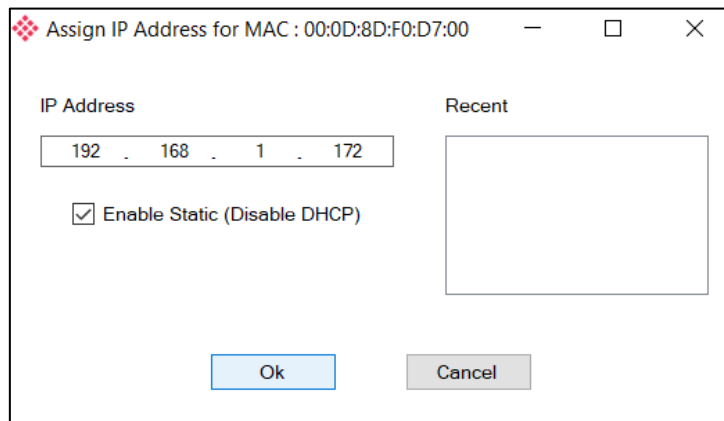 Assign IP Address for MAC : 00:0D:8D:F0:D7:00
IP Address
Recent
192 . 168 . 1 . 172
Enable Static (Disable DHCP)
Ok
Cancel